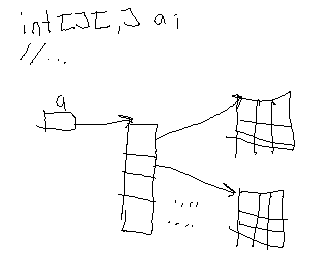 int[][,] a;
//...
a
.... 
....